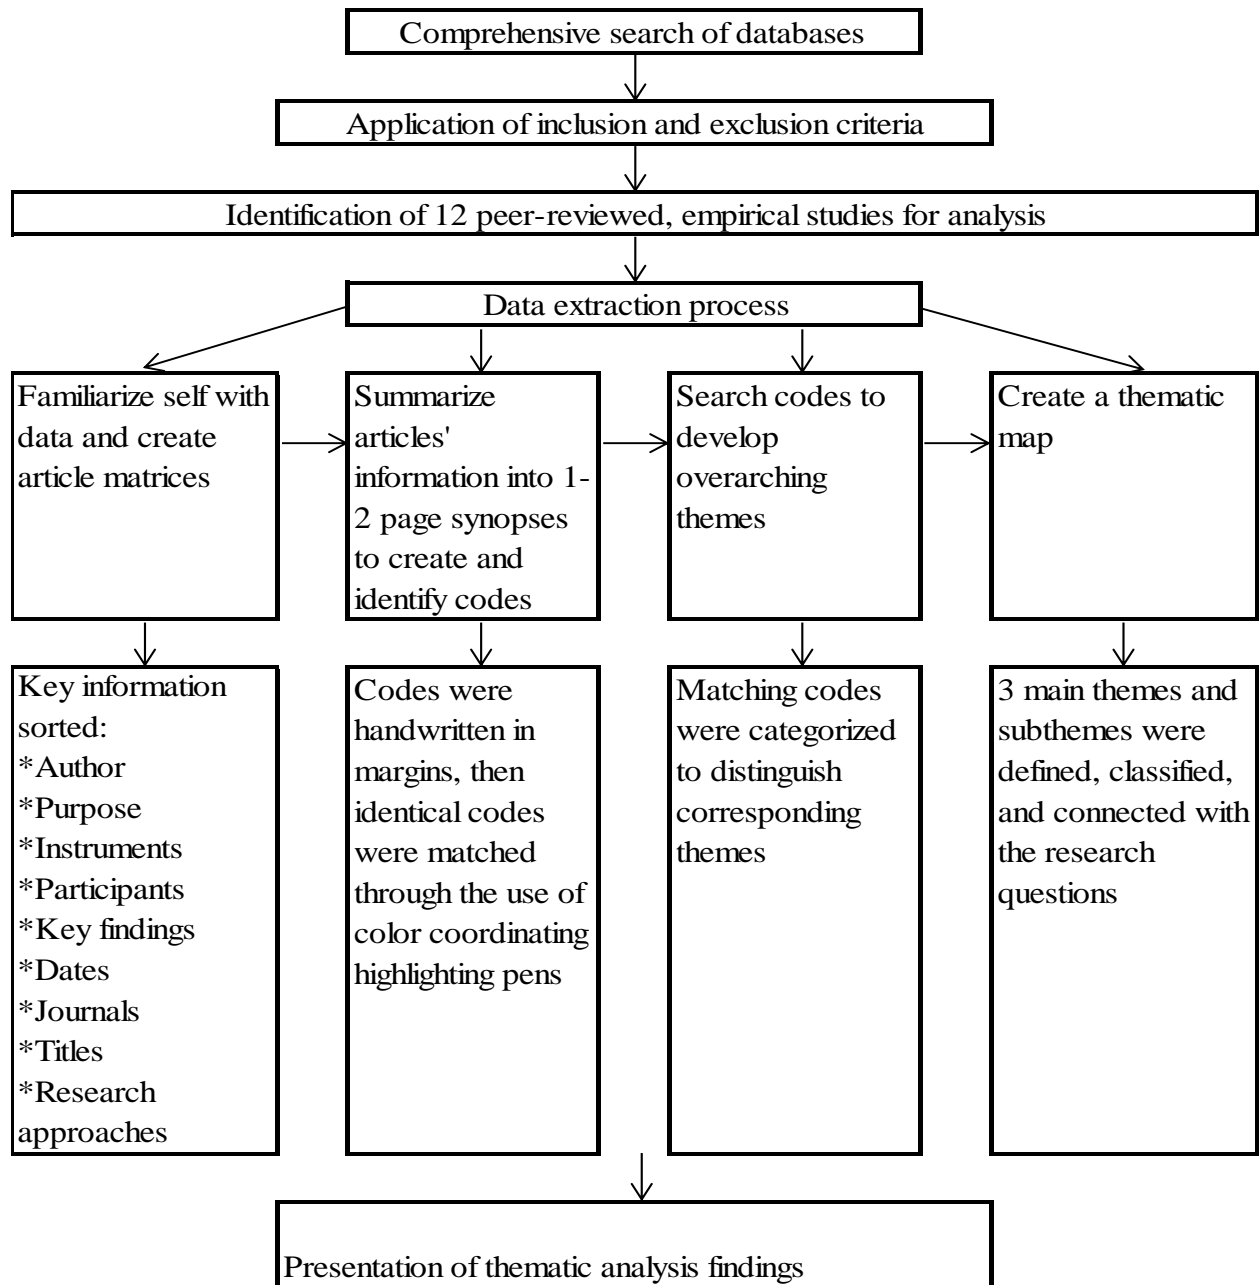 Comprehensive search of databases
Application of inclusion and exclusion criteria
Identification of 12 peer-reviewed, empirical studies for analysis
Data extraction process
Familiarize self with
data and create
article matrices
Summarize
articles'
information into 1-
2 page synopses
to create and
identify codes
Search codes to
develop
overarching
themes
Create a thematic
map
Key information
sorted:
*Author
*Purpose
*Instruments
*Participants
*Key findings
*Dates
*Journals
*Titles
*Research
approaches
Codes were
handwritten in
margins, then
identical codes
were matched
through the use of
color coordinating
highlighting pens
Matching codes
were categorized
to distinguish
corresponding
themes
3 main themes and
subthemes were
defined, classified,
and connected with
the research
questions
Presentation of thematic analysis findings